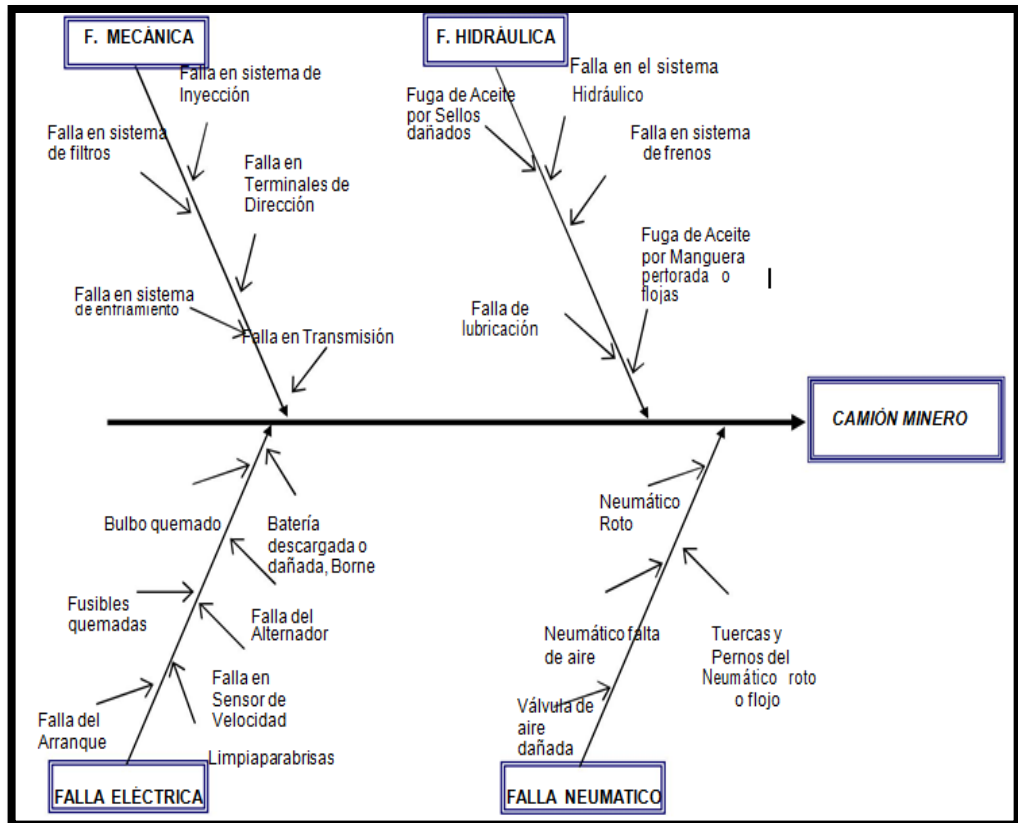 F. MECÀNICA
Falla en sistema de
Inyección
Falla en sistema
de filtros
Falla en
Terminales de
Dirección
Falla en sistema
de enfriamiento
Falla en Transmisión
F. HIDRÀULICA
Falla en el sistema
Hidráulico
Fuga de Aceite
por Sellos
dañados
Falla en sistema
de frenos
Fuga de Aceite
por Manguera
perforada o
flojas
Falla de
lubricación
CAMIÓN MINERO
Bulbo quemado
Batería
descargada o
dañada, Borne
Fusibles
quemadas
Falla del
Alternador
Falla en
Sensor de
Velocidad
Falla del
Arranque
Limpiaparabrisas
FALLA ELÈCTRICA
Neumático
Roto
Neumático falta
de aire
Tuercas y
Pernos del
Neumático roto
o flojo
Válvula de
aire
dañada
FALLA NEUMATICO